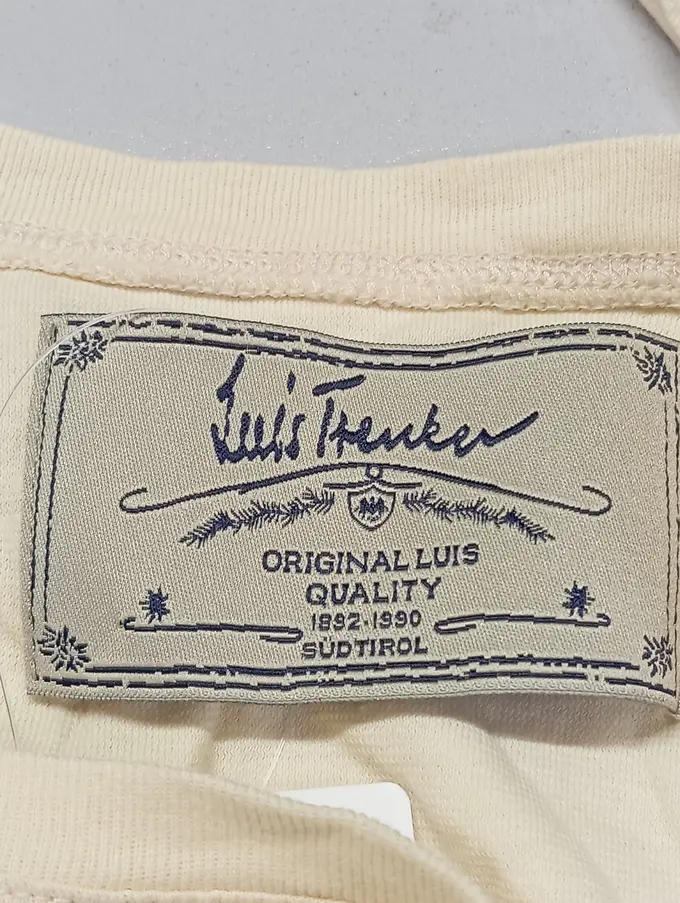 Luis Trenker
ORIGINAL LUIS
QUALITY
1892-1990
SÜDTIROL